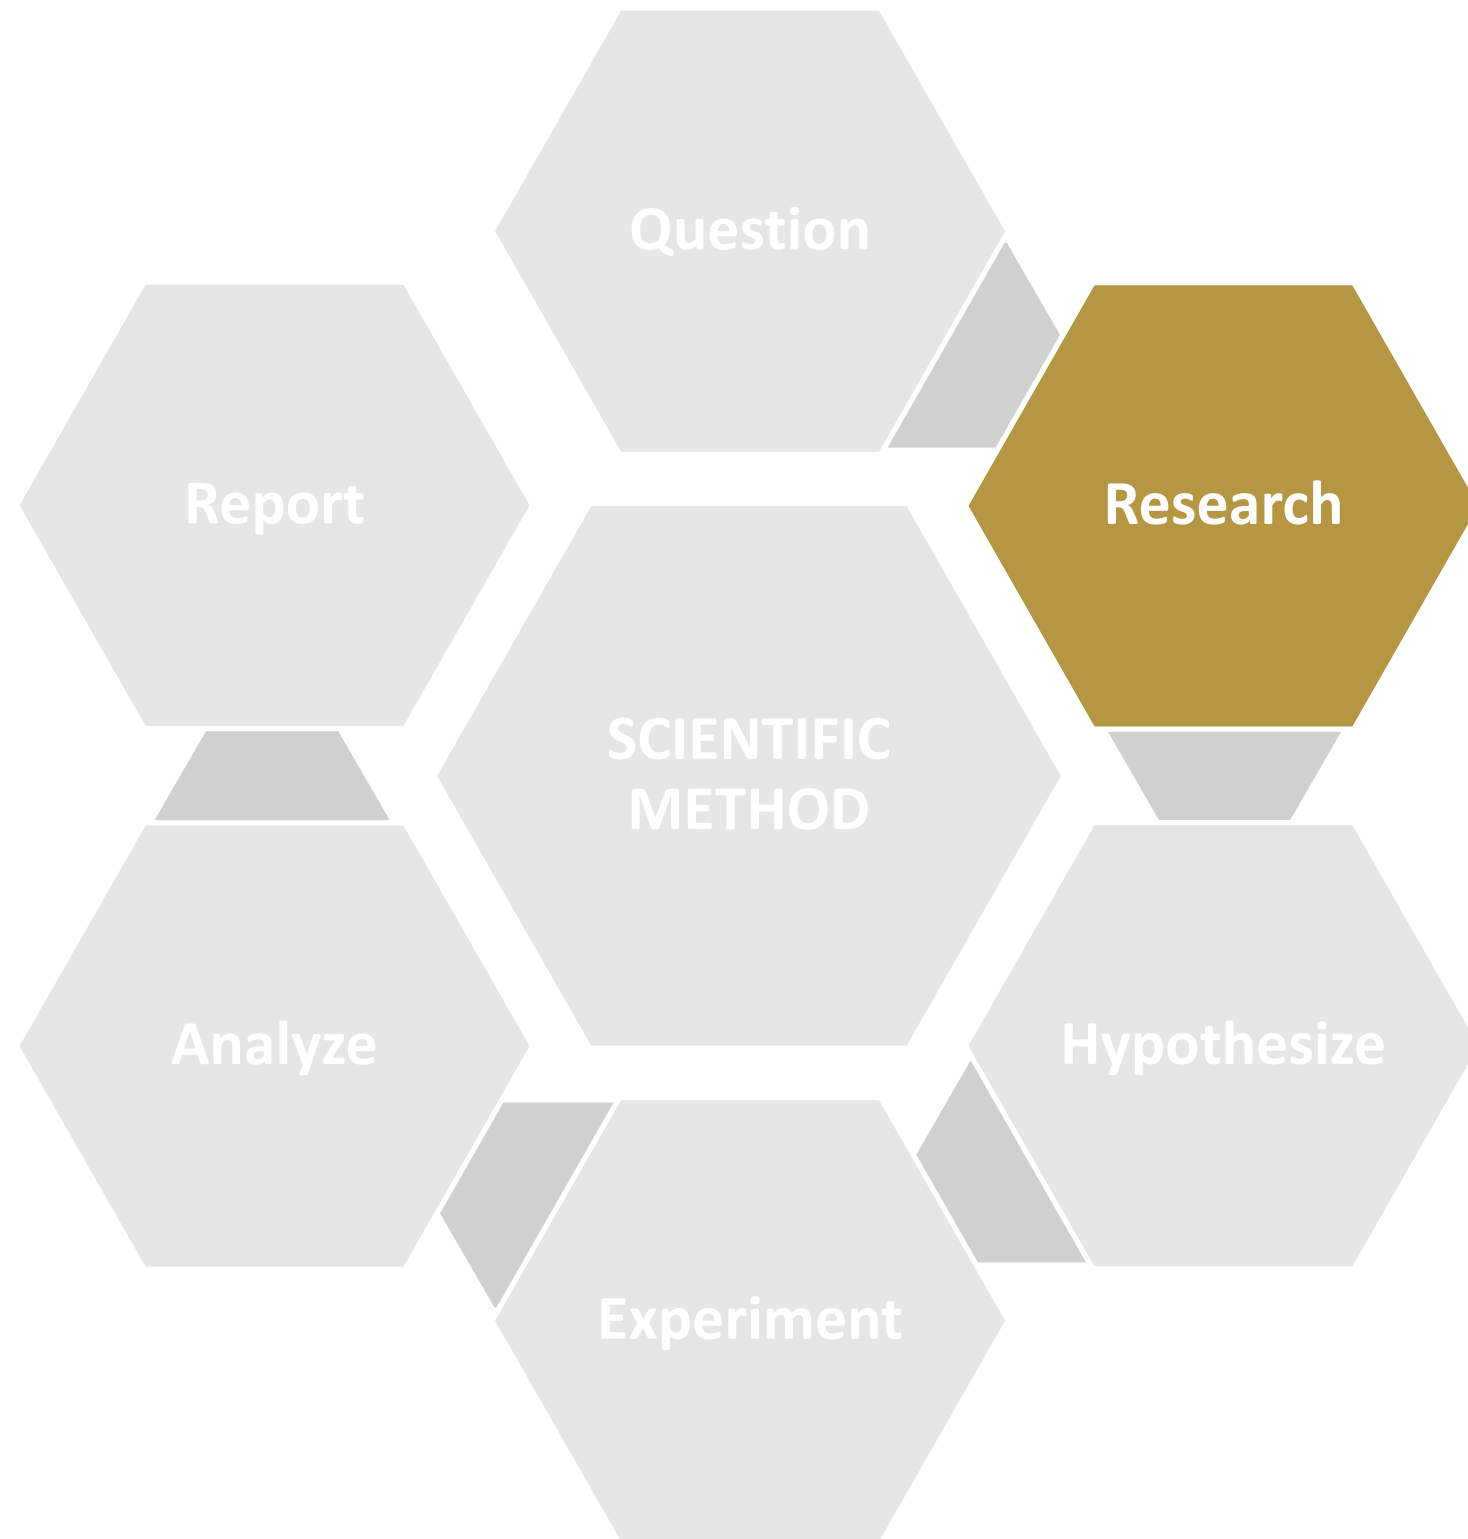 Question
Research
Report
SCIENTIFIC
METHOD
Analyze
Hypothesize
Experiment